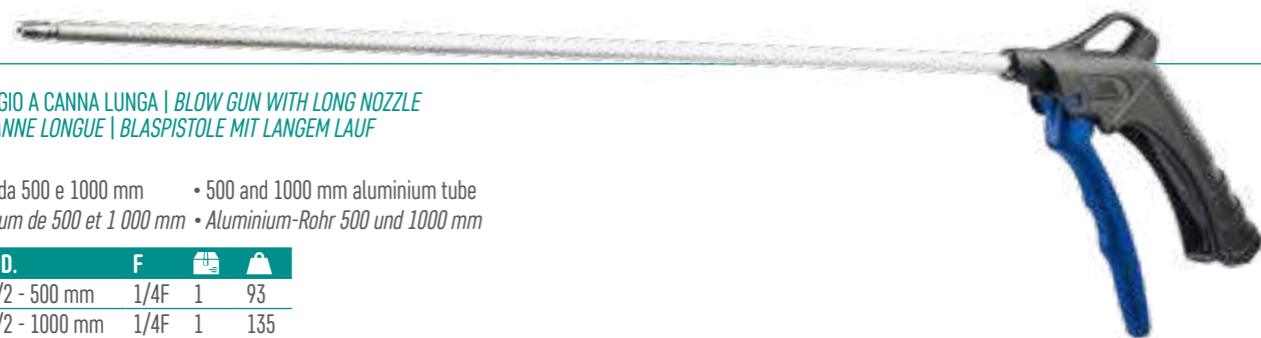 GIO A CANNA LUNGA | BLOW GUN WITH LONG NOZZLE
ANNE LONGUE | BLASPISTOLE MIT LANGEM LAUF
da 500 e 1000 mm • 500 and 1000 mm aluminium tube
um de 500 et 1 000 mm • Aluminium-Rohr 500 und 1000 mm
D. F
/2 - 500 mm 1/4F 1 93
/2 - 1000 mm 1/4F 1 135